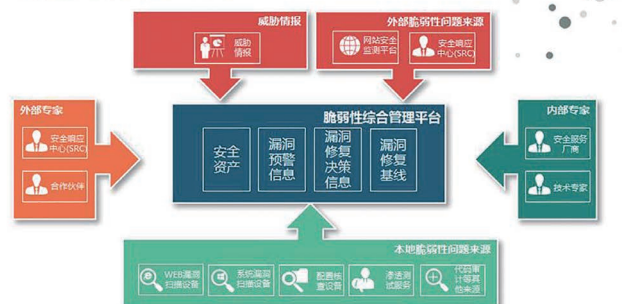 威胁情报
威胁
情报
外部脆弱性问题来源
网站安全
监测平台
安全响应
中心(SRC)
外部专家
安全响应
中心(SRC)
合作伙伴
脆弱性综合管理平台
安全
资产
漏洞
预警
信息
漏洞
修复
决策
信息
漏洞
修复
基线
内部专家
安全服务
厂商
技术专家
本地脆弱性问题来源
WEB漏洞
扫描设备
系统漏洞
扫描设备
配置核
查设备
渗透测
试服务
代码审
计等其
他来源